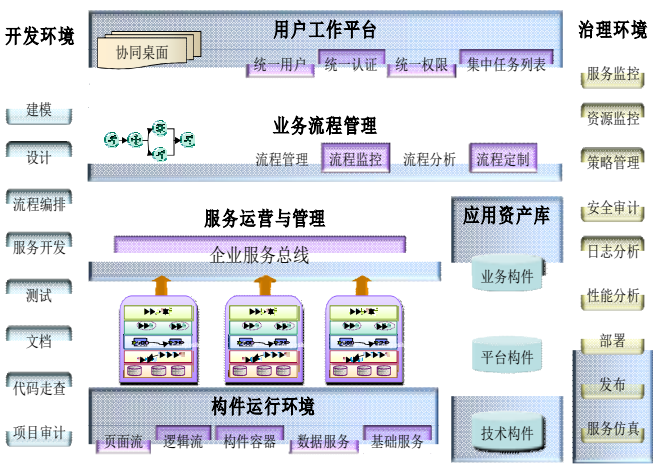 开发环境
建模
设计
流程编排
服务开发
测试
文档
代码走查
项目审计
用户工作平台
协同桌面
统一用户 统一认证 统一权限 集中任务列表
业务流程管理
流程管理 流程监控 流程分析 流程定制
服务运营与管理
企业服务总线
构件运行环境
页面流 逻辑流 构件容器 数据服务 基础服务
应用资产库
业务构件
平台构件
技术构件
治理环境
服务监控
资源监控
策略管理
安全审计
日志分析
性能分析
部署
发布
服务仿真